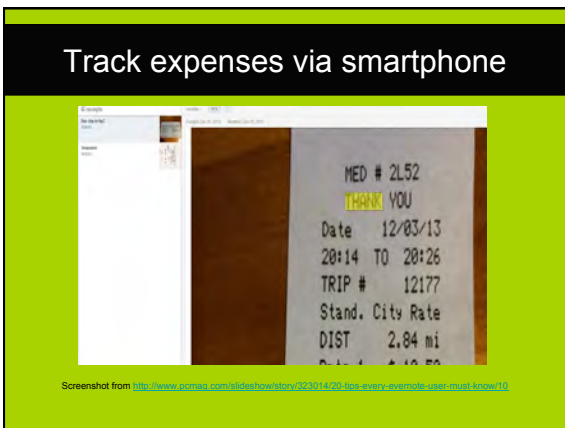 Track expenses via smartphone
MED # 2L52
THANK YOU
Date 12/03/13
20:14 TO 20:26
TRIP # 12177
Stand. City Rate
DIST 2.84 mi
Screenshot from http://www.pcmag.com/slideshow/story/323014/20-tips-every-evernote-user-must-know/10